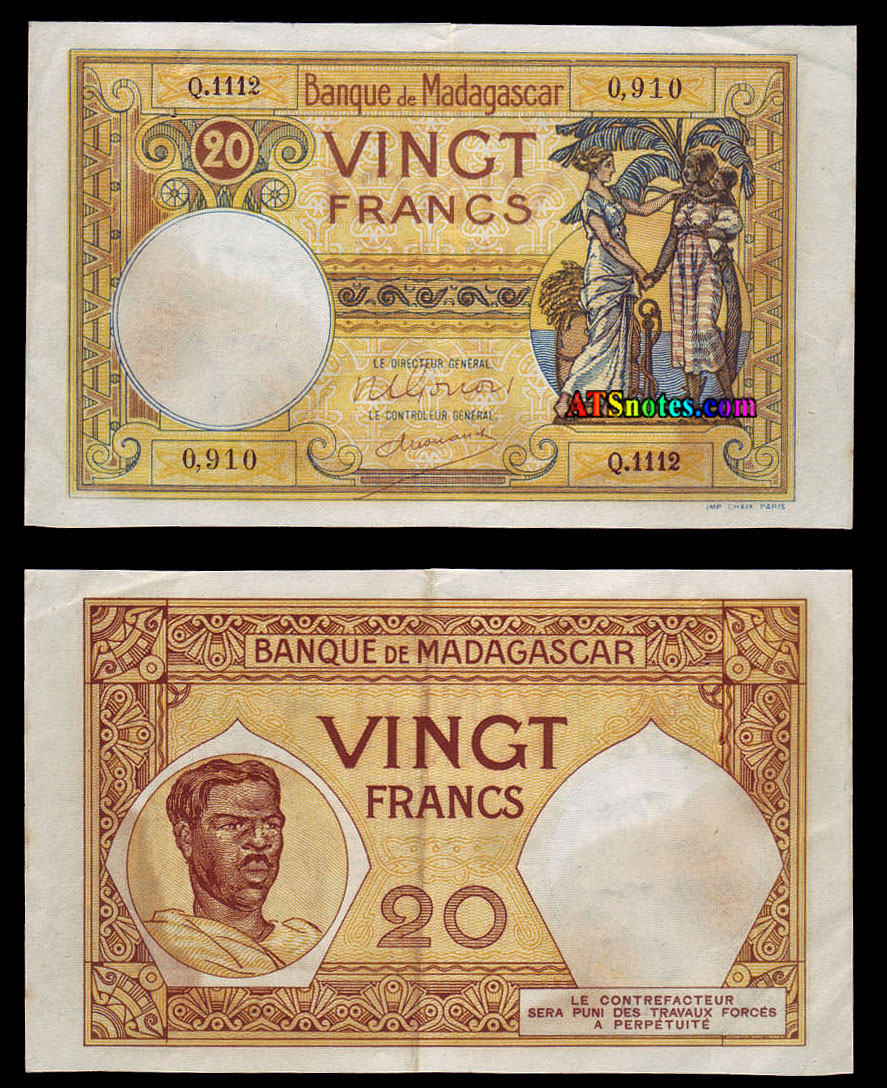 Q.1112
Banque de Madagascar
0,910
20
VINGT
FRANCS
LE DIRECTEUR GÉNÉRAL,
LE CONTROLEUR GÉNÉRAL,
ATSnotes.com
0,910
Q.1112
IMP. CHAIX PARIS
BANQUE DE MADAGASCAR
VINGT
FRANCS
20
LE CONTREFACTEUR
SERA PUNI DES TRAVAUX FORCÉS
A PERPÉTUITÉ